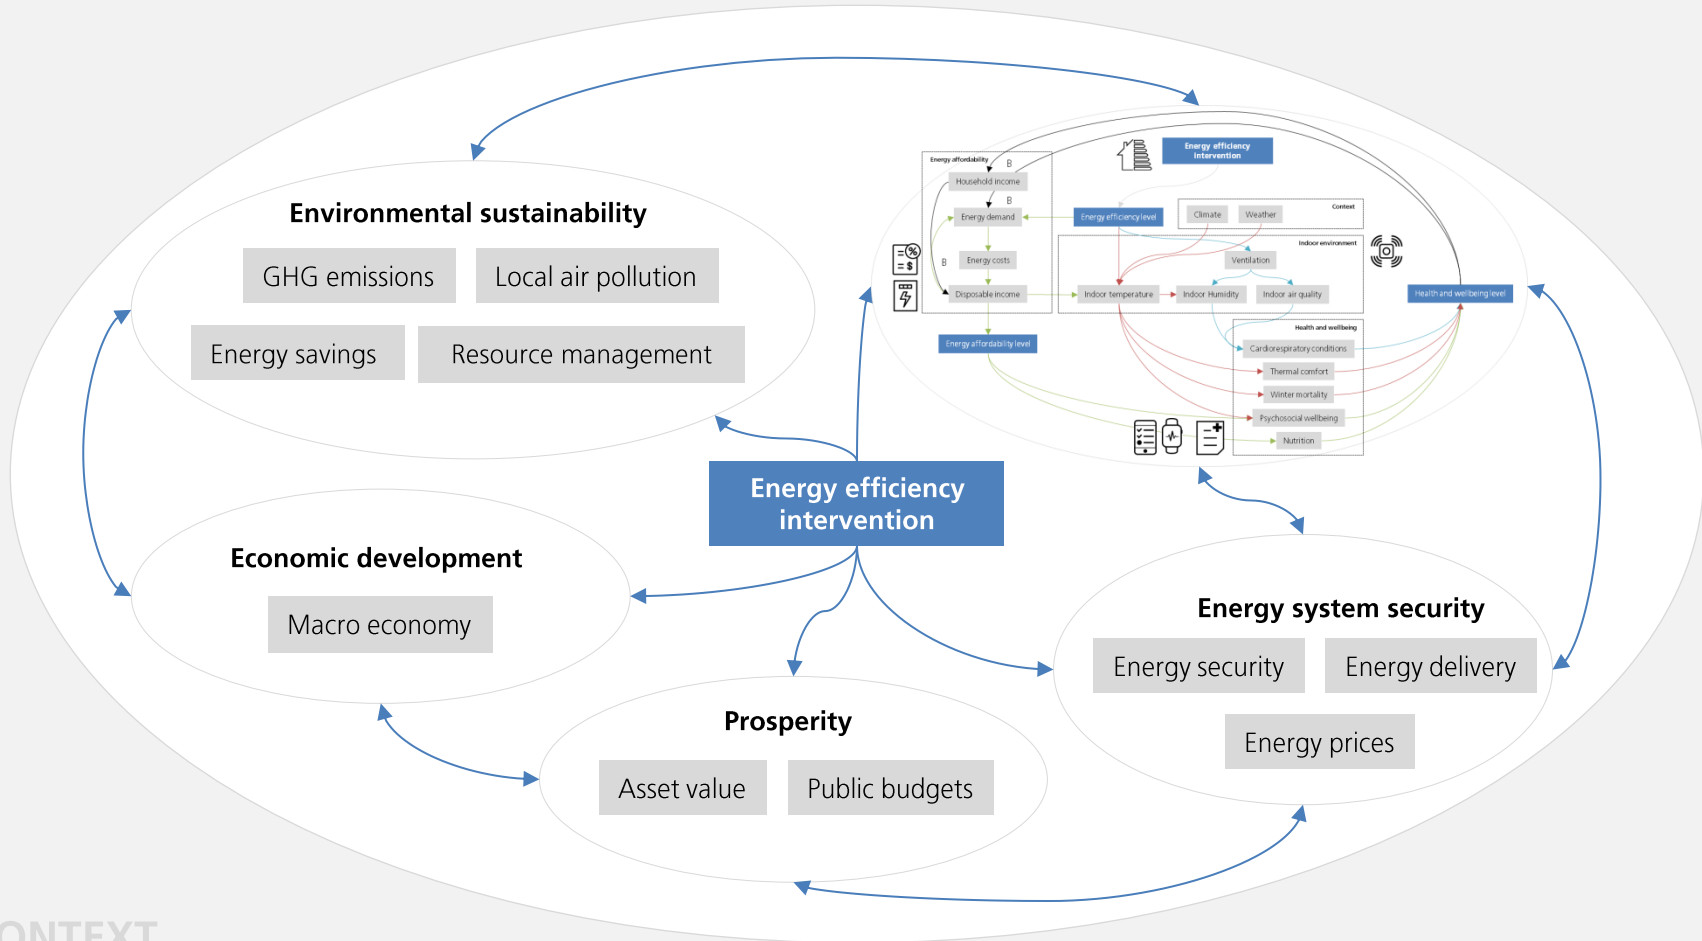 Environmental sustainability
GHG emissions
Local air pollution
Energy savings
Resource management
Energy efficiency
intervention
Energy affordability
B
Household income
B
Energy demand
Energy efficiency level
Climate
Weather
Context
Indoor environment
%
$
Energy costs
B
Ventilation
Disposable income
Indoor temperature
Indoor Humidity
Indoor air quality
Health and wellbeing level
Energy affordability level
Health and wellbeing
Cardiorespiratory conditions
Thermal comfort
Winter mortality
Psychosocial wellbeing
Nutrition
Energy efficiency
intervention
Economic development
Macro economy
Prosperity
Asset value
Public budgets
Energy system security
Energy security
Energy delivery
Energy prices
ONTEXT